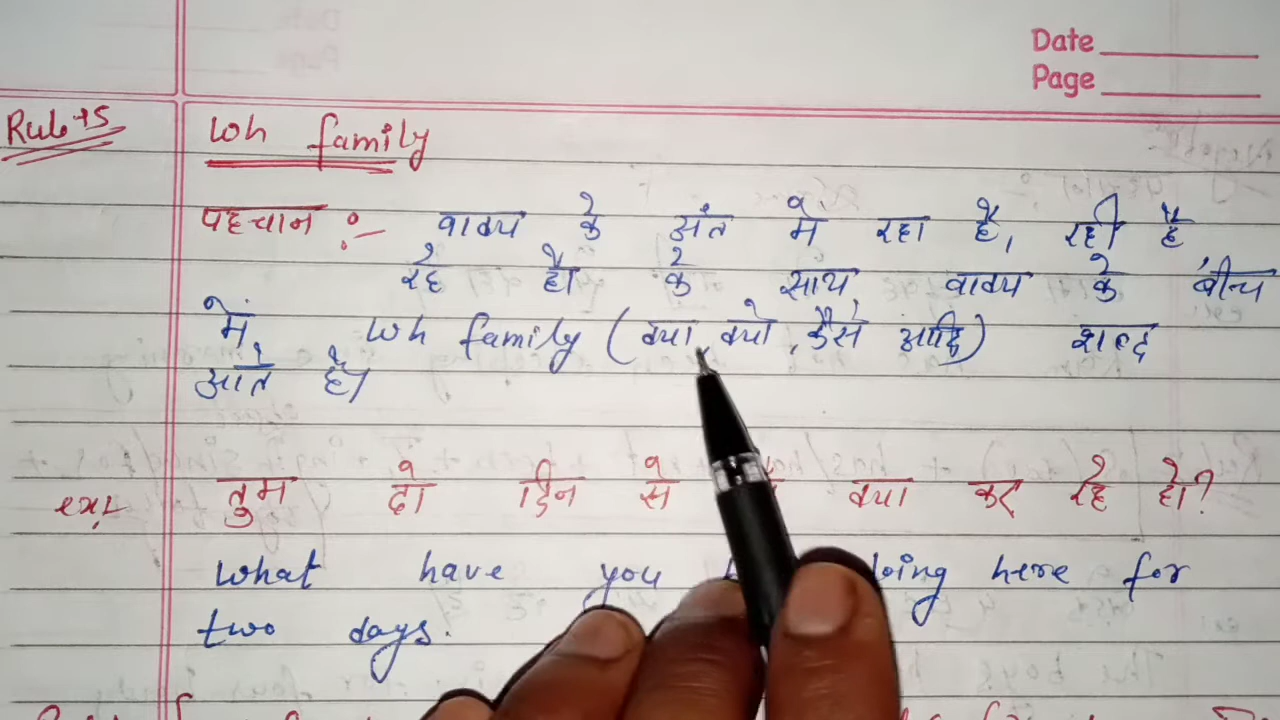 Date
Page
Rule→5 Wh family
पहचान :- वाक्य के अंत में रहा है, रही है
रहे हो के साथ वाक्य के बीच
में Wh family (क्या, क्यों, कैसे आदि) शब्द
आते है।
ex:- तुम दो दिन से क्या कर रहे हो?
What have you doing here for
two days.